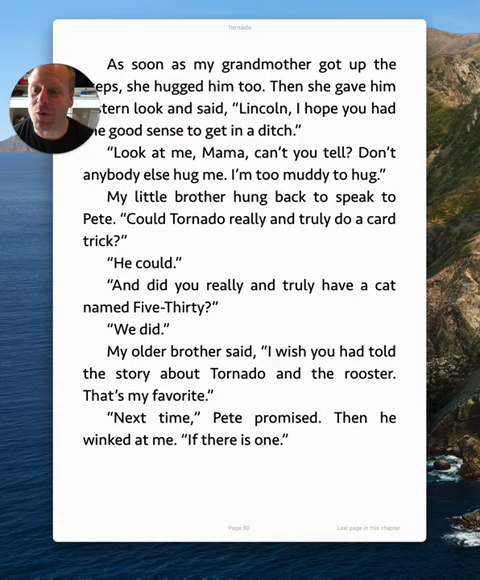 Tornado
As soon as my grandmother got up the
eps, she hugged him too. Then she gave him
tern look and said, “Lincoln, I hope you had
e good sense to get in a ditch.”
“Look at me, Mama, can’t you tell? Don’t
anybody else hug me. I’m too muddy to hug.”
My little brother hung back to speak to
Pete. “Could Tornado really and truly do a card
trick?”
“He could.”
“And did you really and truly have a cat
named Five-Thirty?”
“We did.”
My older brother said, “I wish you had told
the story about Tornado and the rooster.
That’s my favorite.”
“Next time,” Pete promised. Then he
winked at me. “If there is one.”
Page 50
Last page in this chapter